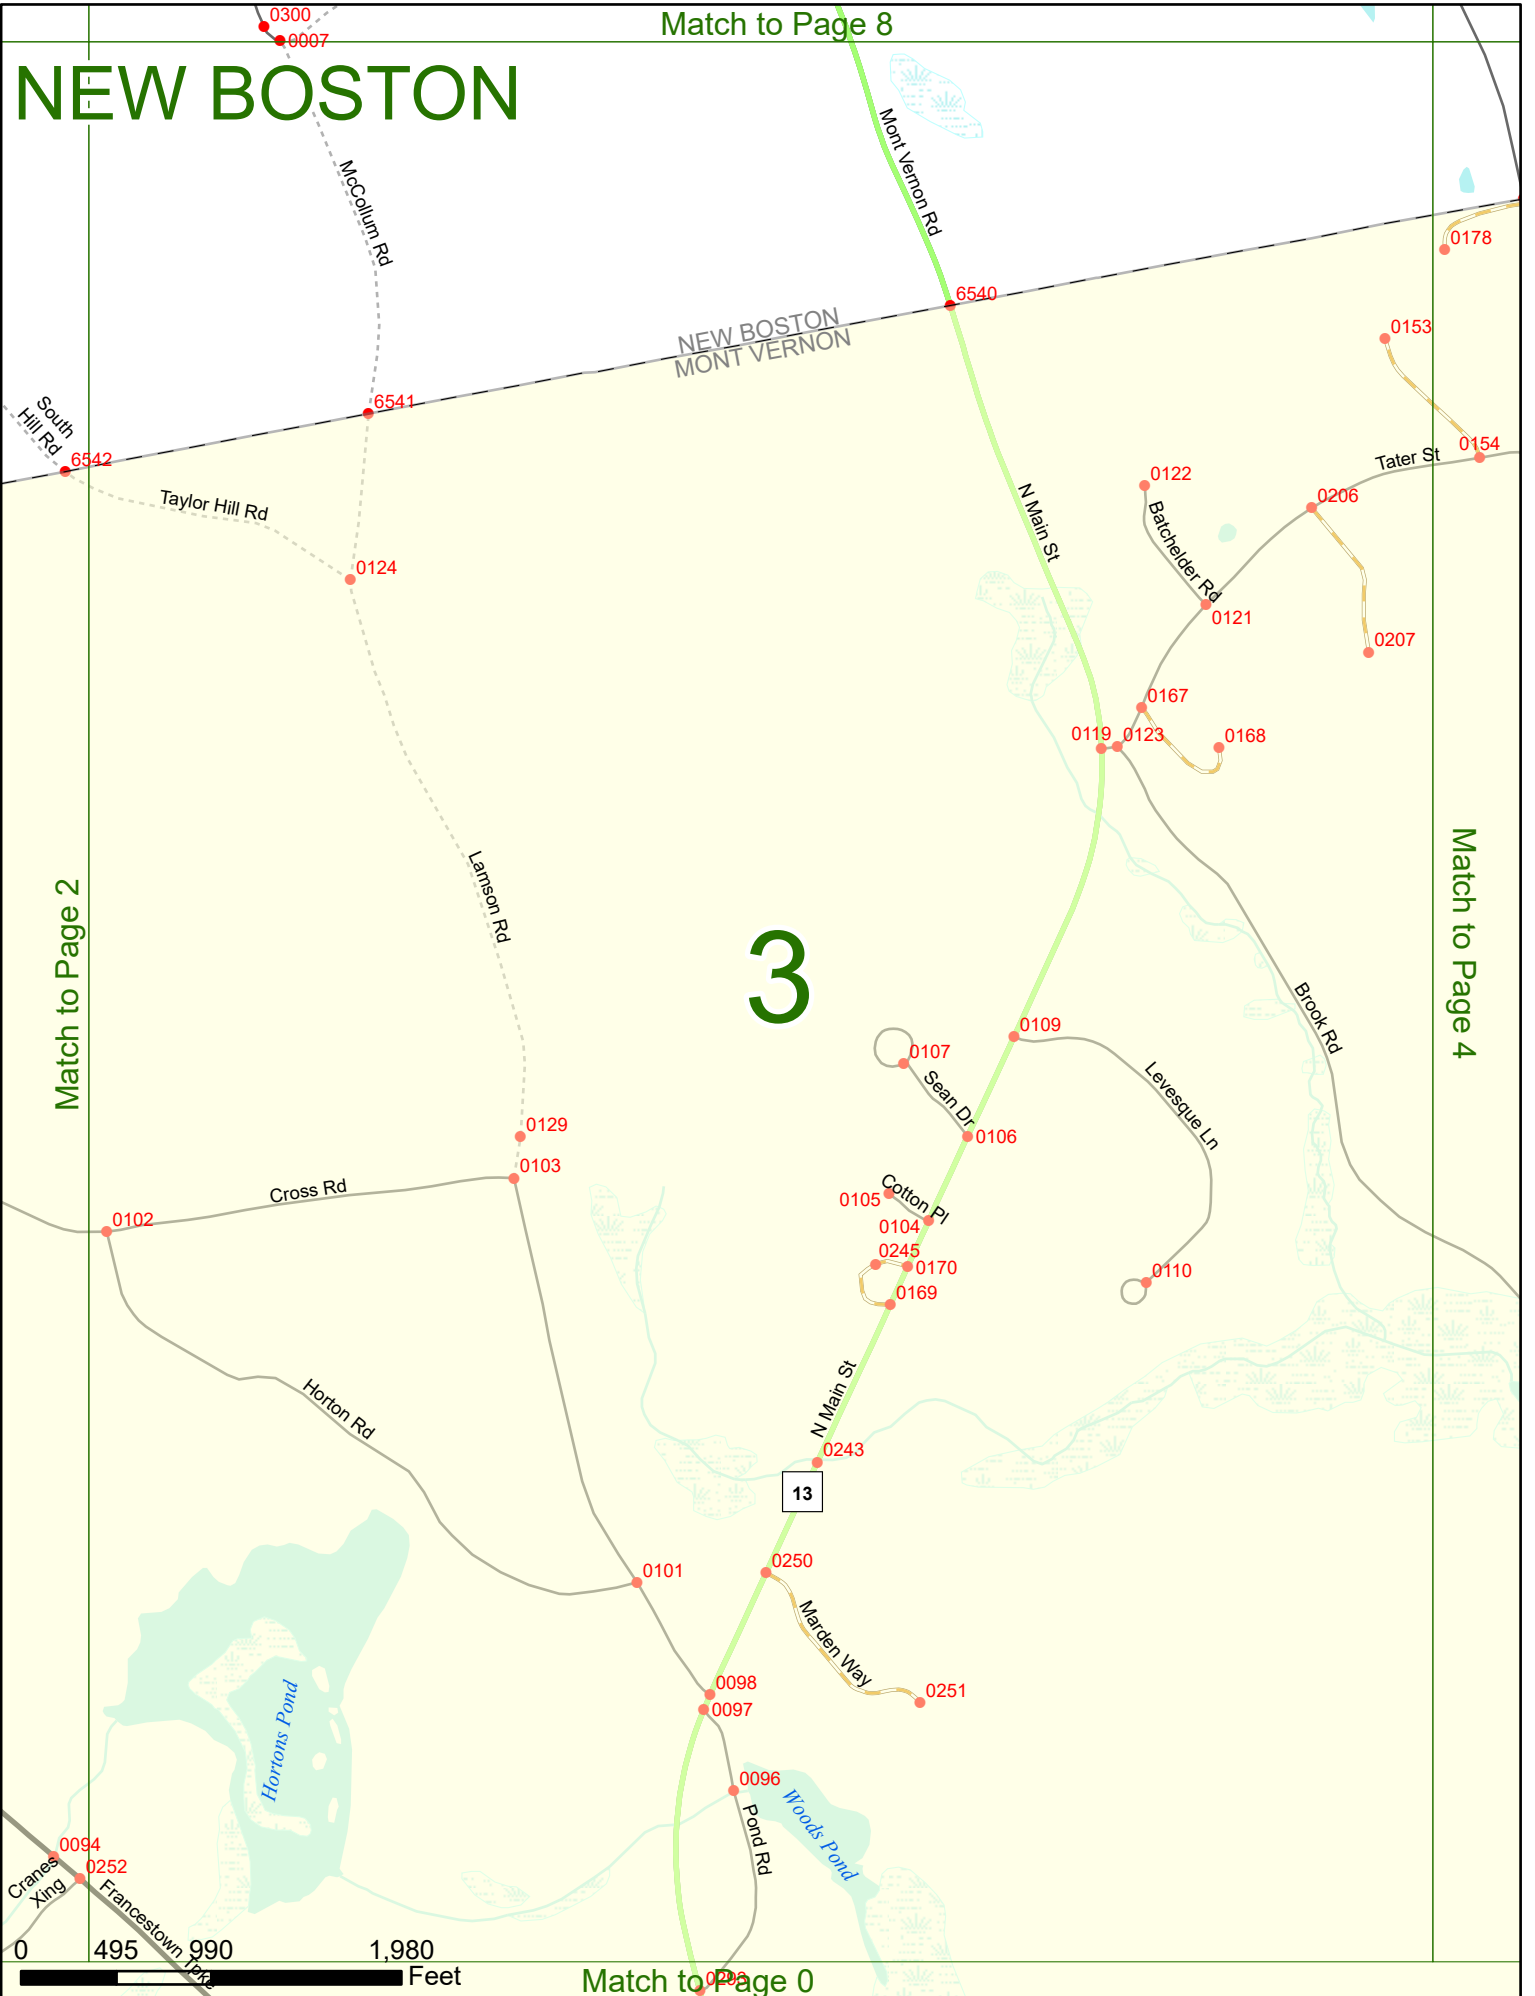 0300
Match to Page 8
0007
NEW BOSTON
Mont Vernon Rd
McCollum Rd
0178
6540
NEW BOSTON
MONT VERNON
0153
6541
South
Hill Rd
6542
0154
Tater St
0122
Taylor Hill Rd
0206
N Main St
Batchelder Rd
0124
0121
0207
0167
0119
0123
0168
Lamson Rd
Match to Page 2
Match to Page 4
3
Brook Rd
0109
0107
Sean Dr
Levesque Ln
0129
0106
0103
Cross Rd
Cotton Pl
0105
0102
0104
0245
0170
0110
0169
N Main St
Horton Rd
0243
13
0250
0101
Marden Way
0098
0251
0097
Hortons Pond
0096
Woods Pond
Pond Rd
0094
Cranes
Xing
0252
Francestown Tpke
0 495 990 1,980
Feet
Match to Page 0